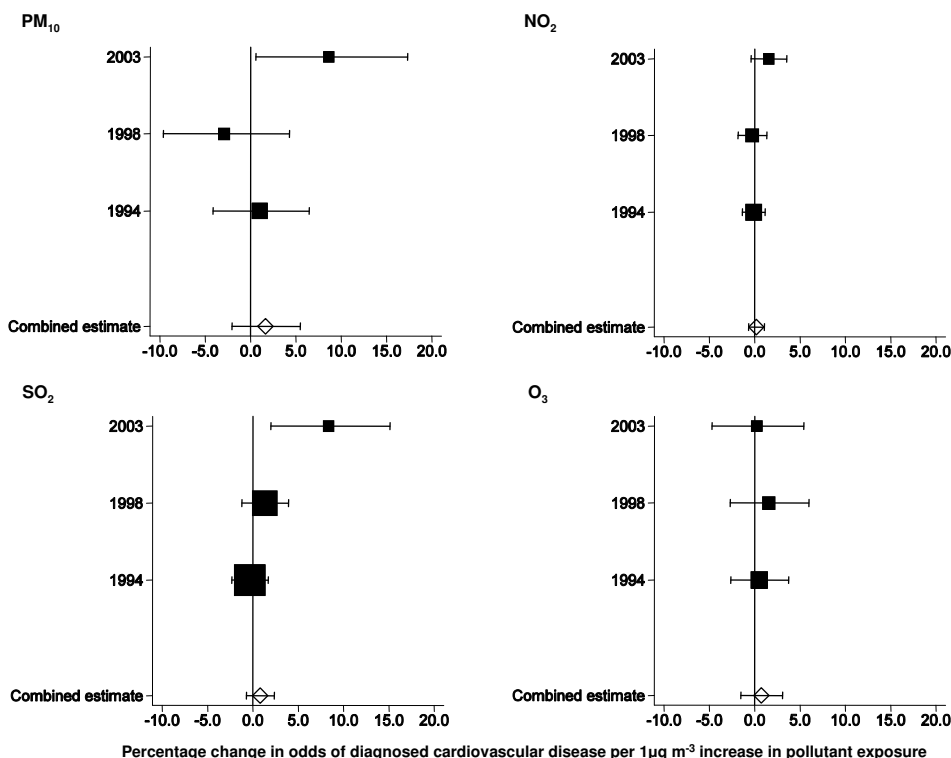 PM10
2003
1998
1994
Combined estimate
-10.0 -5.0 0.0 5.0 10.0 15.0 20.0
NO2
2003
1998
1994
Combined estimate
-10.0 -5.0 0.0 5.0 10.0 15.0 20.0
SO2
2003
1998
1994
Combined estimate
-10.0 -5.0 0.0 5.0 10.0 15.0 20.0
O3
2003
1998
1994
Combined estimate
-10.0 -5.0 0.0 5.0 10.0 15.0 20.0
Percentage change in odds of diagnosed cardiovascular disease per 1µg m-3 increase in pollutant exposure